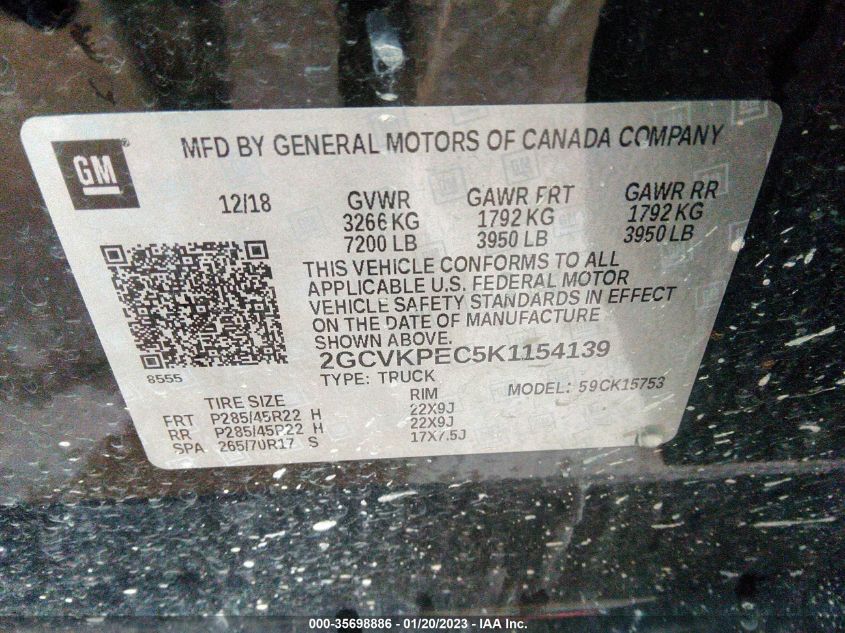 GM
MFD BY GENERAL MOTORS OF CANADA COMPANY
12/18 GVWR GAWR FRT GAWR RR
3266 KG 1792 KG 1792 KG
7200 LB 3950 LB 3950 LB
THIS VEHICLE CONFORMS TO ALL
APPLICABLE U.S. FEDERAL MOTOR
VEHICLE SAFETY STANDARDS IN EFFECT
ON THE DATE OF MANUFACTURE
SHOWN ABOVE.
2GCVKPEC5K1154139
8555 TYPE: TRUCK MODEL: 59CK15753
TIRE SIZE RIM
FRT P285/45R22 H 22X9J
RR P285/45R22 H 22X9J
SPA 265/70R17 S 17X7.5J
000-35698886 - 01/20/2023 - IAA Inc.